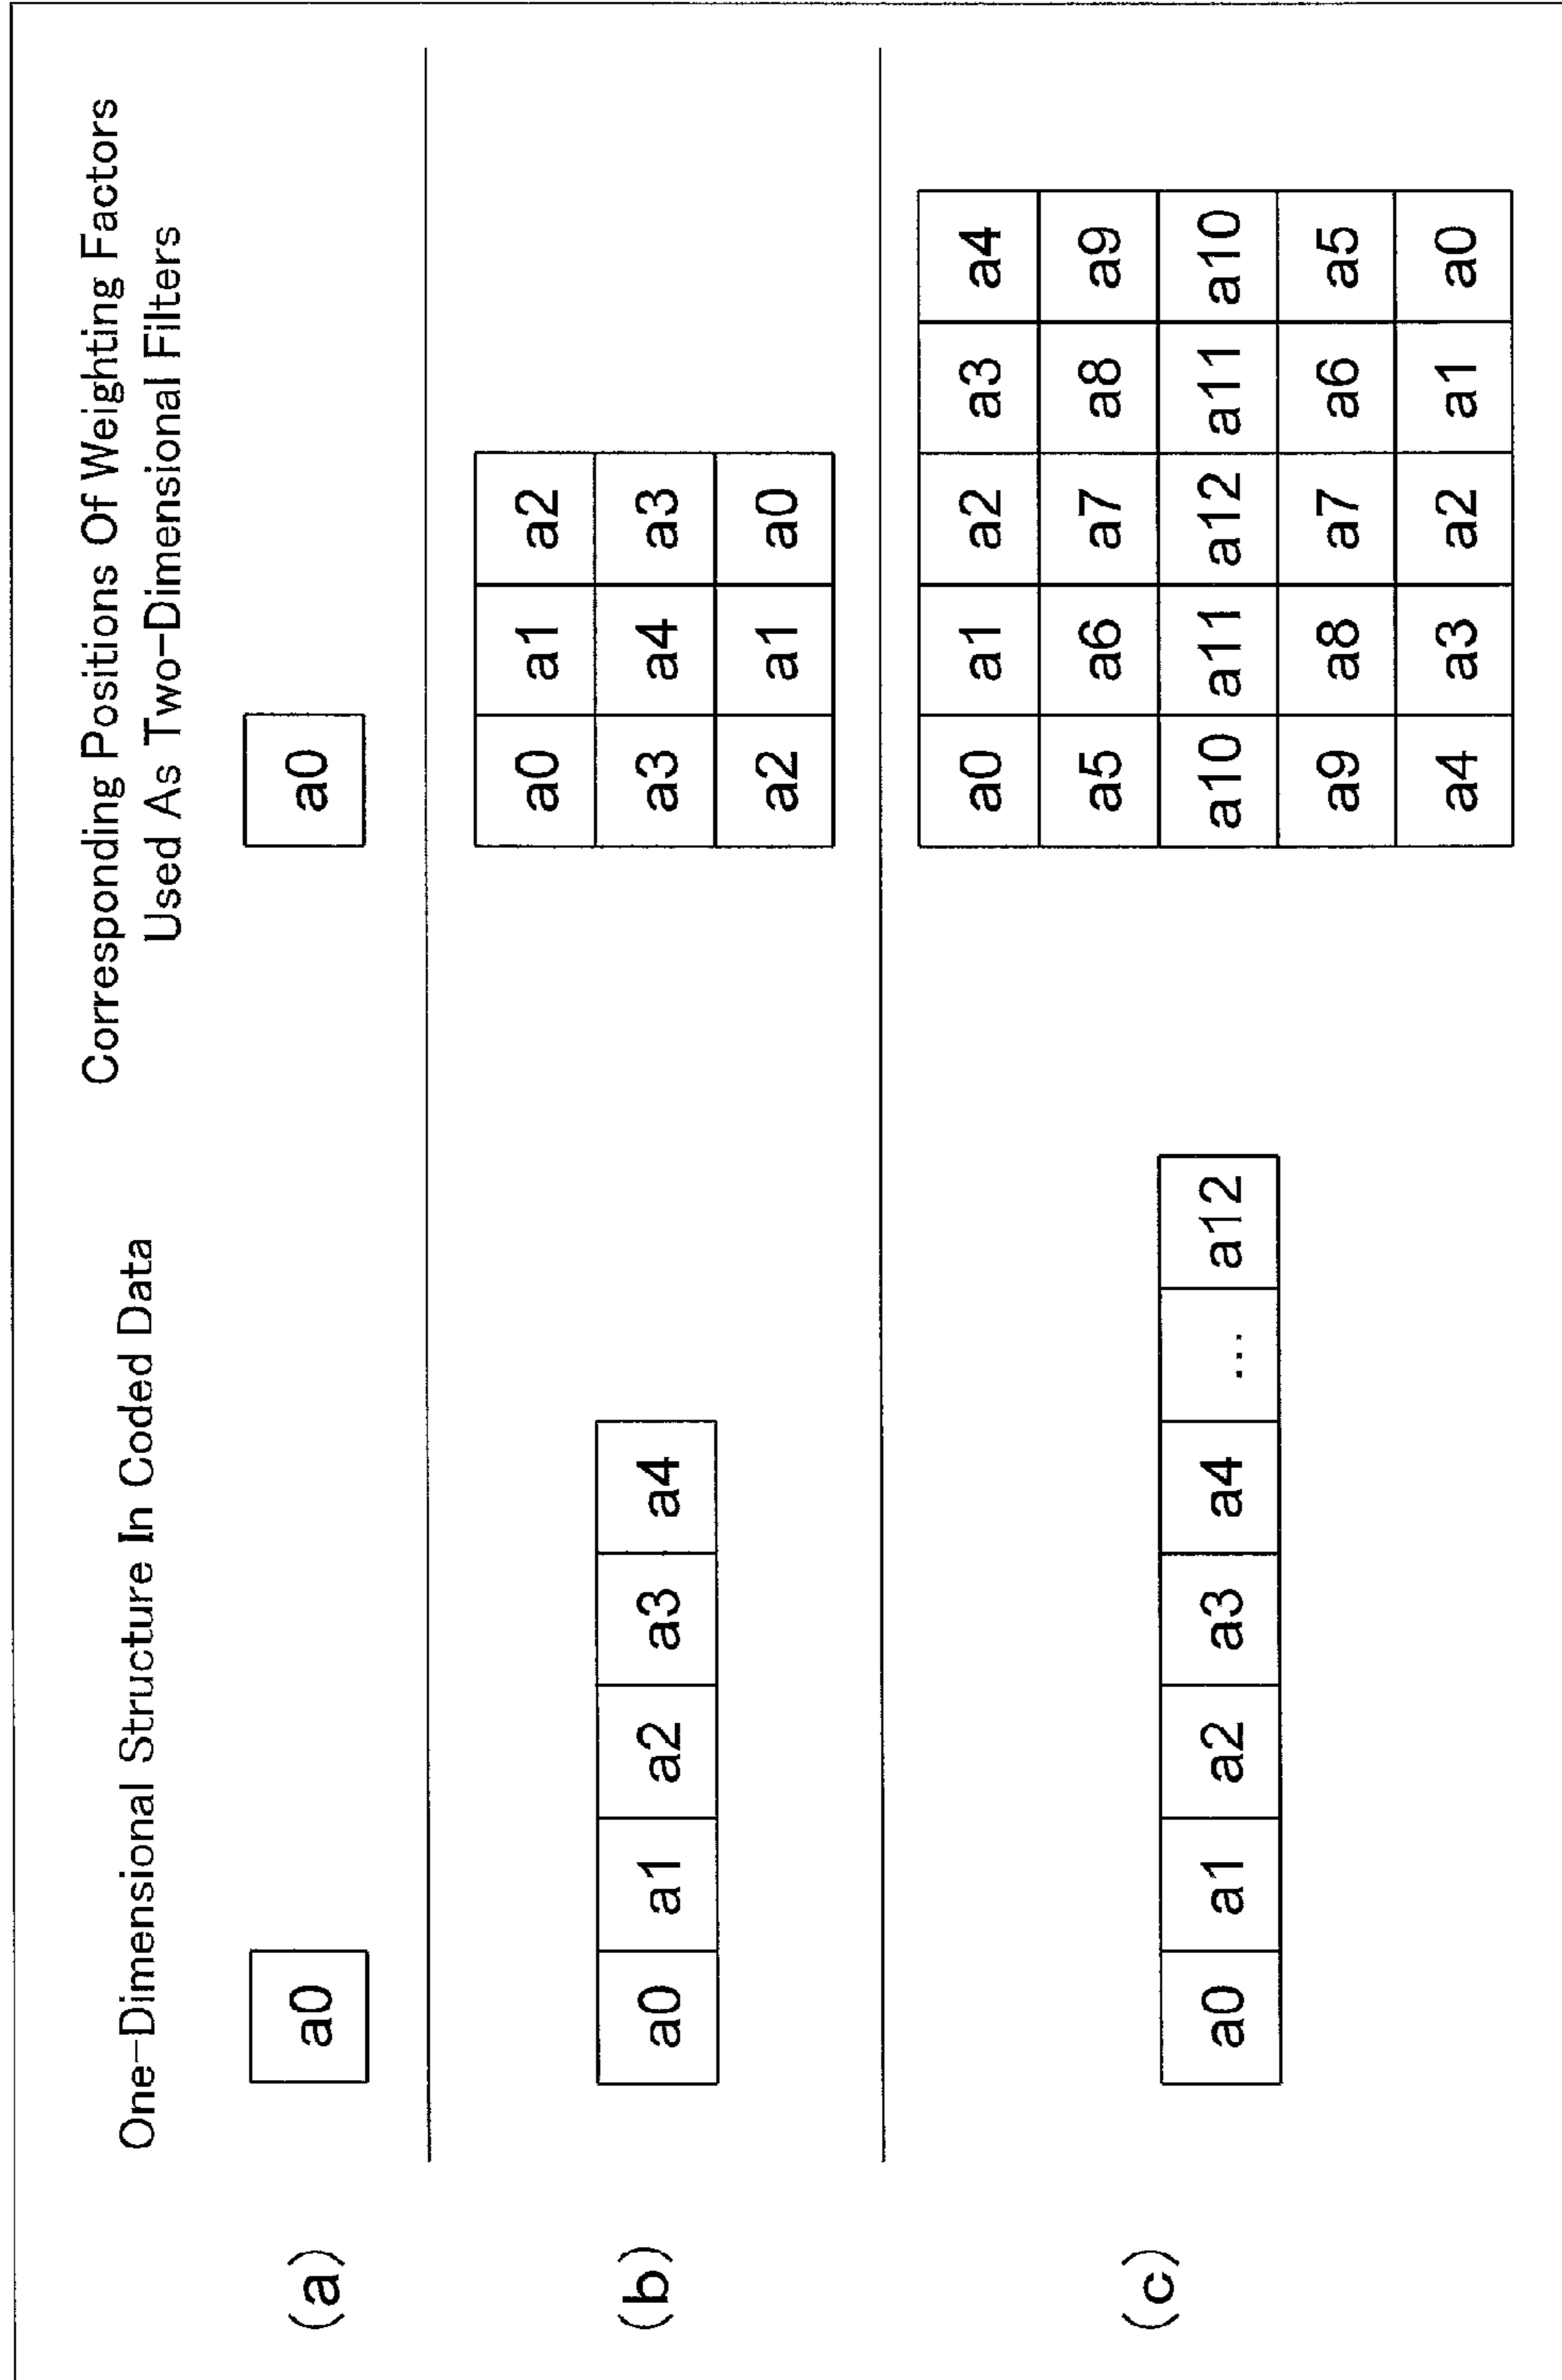 One-Dimensional Structure In Coded Data
Corresponding Positions Of Weighting Factors
Used As Two-Dimensional Filters
(a)
a0
a0
(b)
a0 a1 a2 a3 a4
a0 a1 a2
a3 a4 a3
a2 a1 a0
(c)
a0 a1 a2 a3 a4 ... a12
a0 a1 a2 a3 a4
a5 a6 a7 a8 a9
a10 a11 a12 a11 a10
a9 a8 a7 a6 a5
a4 a3 a2 a1 a0